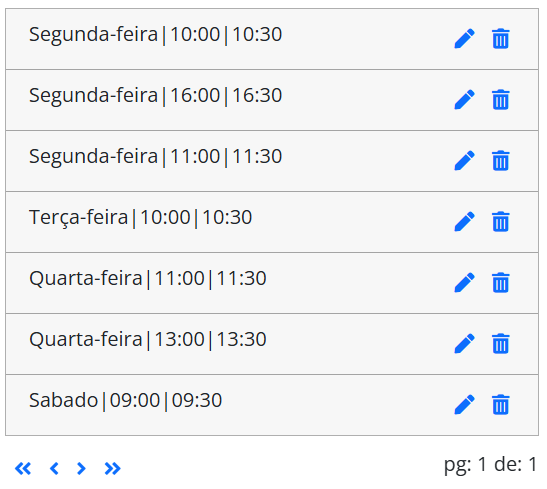 Segunda-feira|10:00|10:30
Segunda-feira|16:00|16:30
Segunda-feira|11:00|11:30
Terça-feira|10:00|10:30
Quarta-feira|11:00|11:30
Quarta-feira|13:00|13:30
Sabado|09:00|09:30
pg: 1 de: 1